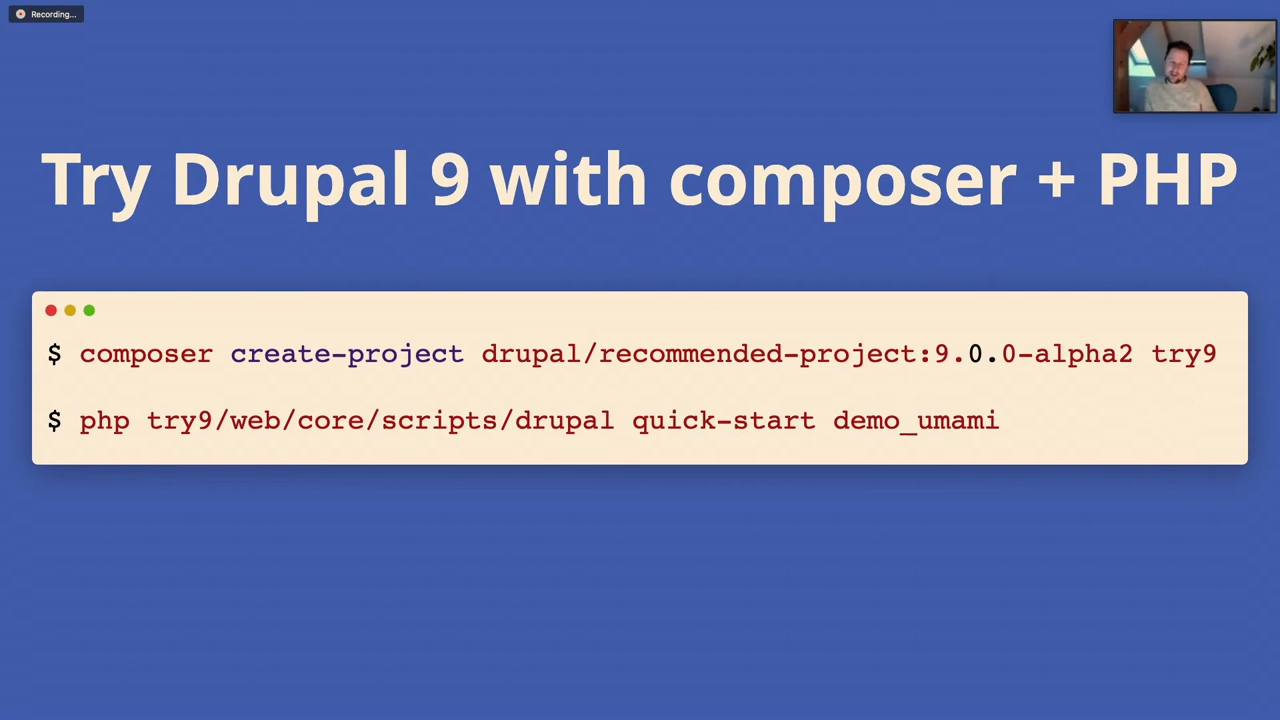 Recording...
Try Drupal 9 with composer + PHP
$ composer create-project drupal/recommended-project:9.0.0-alpha2 try9
$ php try9/web/core/scripts/drupal quick-start demo_umami